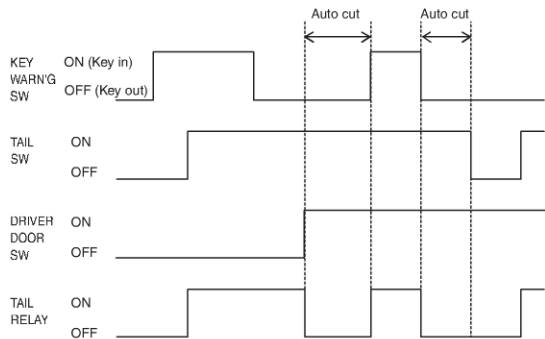 Auto cut Auto cut
KEY WARN'G SW
ON (Key in)
OFF (Key out)
TAIL SW
ON
OFF
DRIVER DOOR SW
ON
OFF
TAIL RELAY
ON
OFF